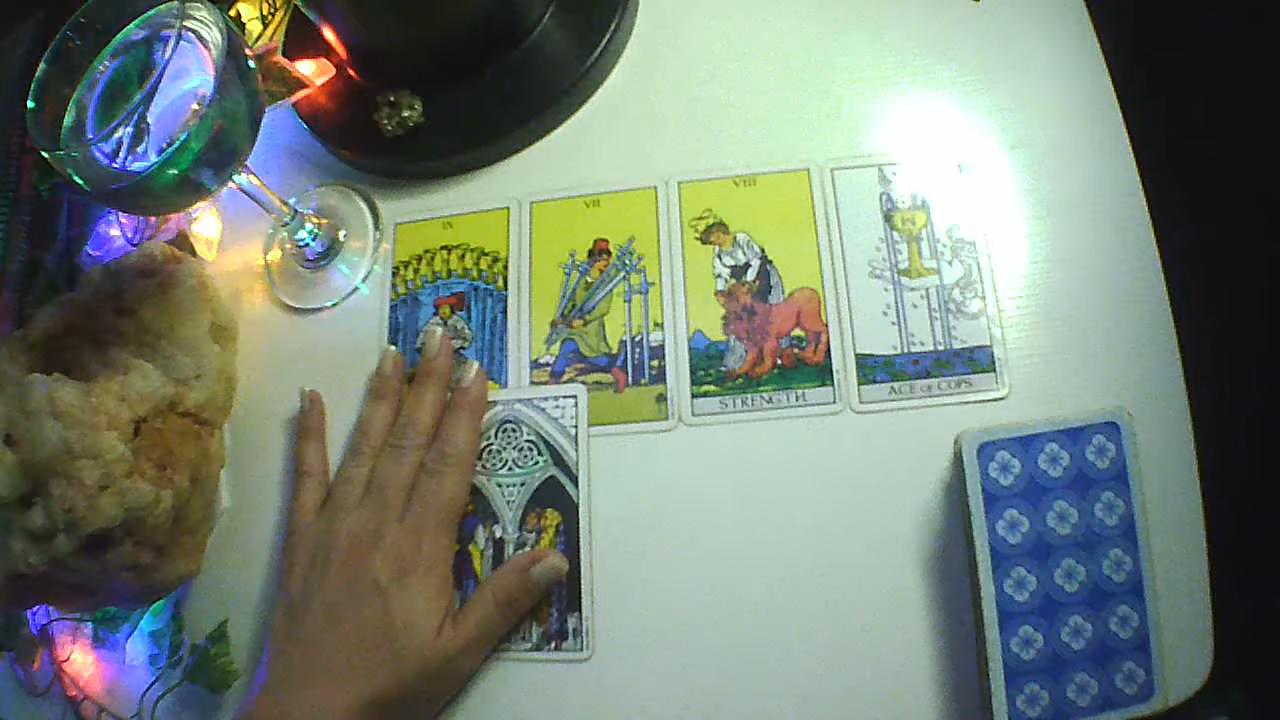 IX
VII
VIII
STRENGTH.
ACE of CUPS.